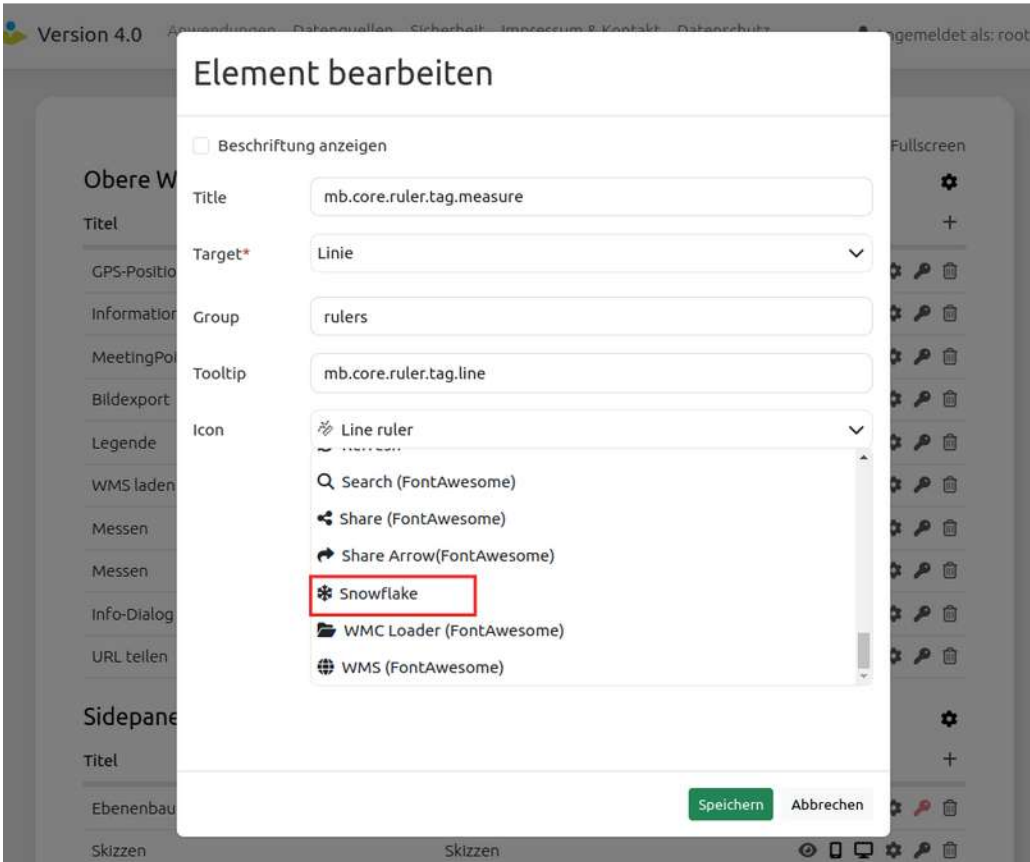 Version 4.0 Anwendungen Datenquellen Sicherheit Impressum & Kontakt Datenschutz ngemeldet als: root
Element bearbeiten
Beschriftung anzeigen
Fullscreen
Obere W
Title mb.core.ruler.tag.measure
Titel
Target* Linie
GPS-Positio
Group rulers
Information
MeetingPoi
Tooltip mb.core.ruler.tag.line
Bildexport
Icon Line ruler
Legende
Refresh
WMS laden
Search (FontAwesome)
Share (FontAwesome)
Messen
Share Arrow(FontAwesome)
Messen
Snowflake
Info-Dialog
WMC Loader (FontAwesome)
URL teilen
WMS (FontAwesome)
Sidepane
Titel
Ebenenbau
Speichern Abbrechen
Skizzen Skizzen